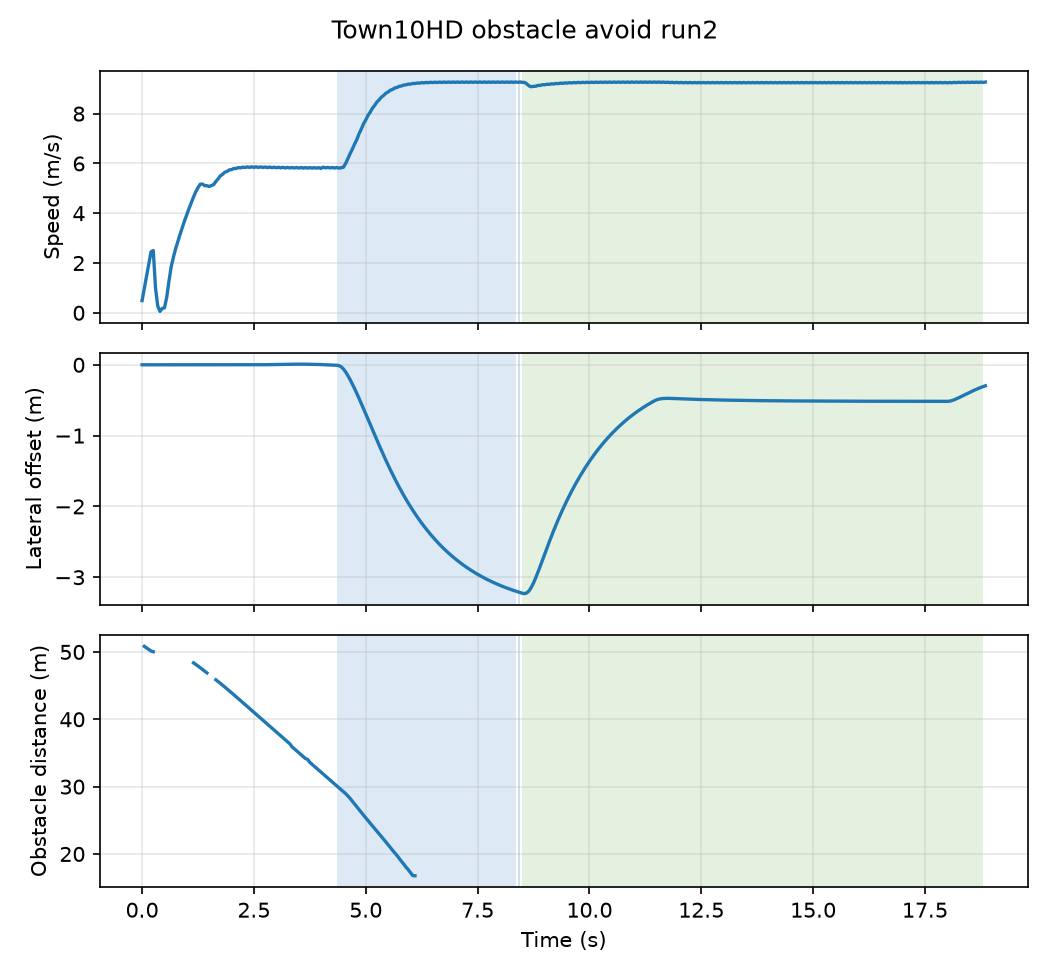 Town10HD obstacle avoid run2
Speed (m/s)
8
6
4
2
0
Lateral offset (m)
0
−1
−2
−3
Obstacle distance (m)
50
40
30
20
0.0 2.5 5.0 7.5 10.0 12.5 15.0 17.5
Time (s)